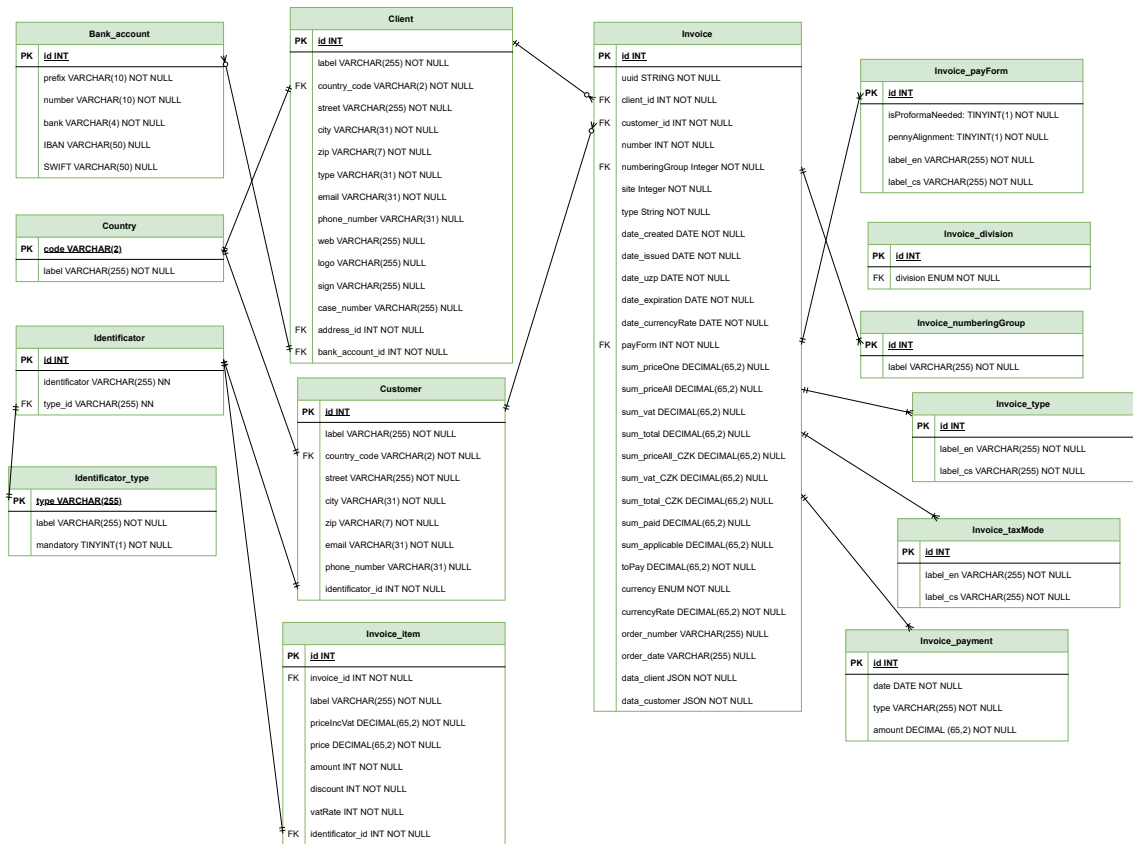 Bank_account
PK id INT
prefix VARCHAR(10) NOT NULL
number VARCHAR(10) NOT NULL
bank VARCHAR(4) NOT NULL
IBAN VARCHAR(50) NULL
SWIFT VARCHAR(50) NULL
Country
PK code VARCHAR(2)
label VARCHAR(255) NOT NULL
Identificator
PK id INT
identificator VARCHAR(255) NN
FK type_id VARCHAR(255) NN
Identificator_type
PK type VARCHAR(255)
label VARCHAR(255) NOT NULL
mandatory TINYINT(1) NOT NULL
Client
PK id INT
label VARCHAR(255) NOT NULL
FK country_code VARCHAR(2) NOT NULL
street VARCHAR(255) NOT NULL
city VARCHAR(31) NOT NULL
zip VARCHAR(7) NOT NULL
type VARCHAR(31) NOT NULL
email VARCHAR(31) NOT NULL
phone_number VARCHAR(31) NULL
web VARCHAR(255) NULL
logo VARCHAR(255) NULL
sign VARCHAR(255) NULL
case_number VARCHAR(255) NULL
FK address_id INT NOT NULL
FK bank_account_id INT NOT NULL
Customer
PK id INT
label VARCHAR(255) NOT NULL
FK country_code VARCHAR(2) NOT NULL
street VARCHAR(255) NOT NULL
city VARCHAR(31) NOT NULL
zip VARCHAR(7) NOT NULL
email VARCHAR(31) NOT NULL
phone_number VARCHAR(31) NULL
identificator_id INT NOT NULL
Invoice_item
PK id INT
FK invoice_id INT NOT NULL
label VARCHAR(255) NOT NULL
priceIncVat DECIMAL(65,2) NOT NULL
price DECIMAL(65,2) NOT NULL
amount INT NOT NULL
discount INT NOT NULL
vatRate INT NOT NULL
FK identificator_id INT NOT NULL
Invoice
PK id INT
uuid STRING NOT NULL
FK client_id INT NOT NULL
FK customer_id INT NOT NULL
number INT NOT NULL
FK numberingGroup Integer NOT NULL
site Integer NOT NULL
type String NOT NULL
date_created DATE NOT NULL
date_issued DATE NOT NULL
date_uzp DATE NOT NULL
date_expiration DATE NOT NULL
date_currencyRate DATE NOT NULL
FK payForm INT NOT NULL
sum_priceOne DECIMAL(65,2) NULL
sum_priceAll DECIMAL(65,2) NULL
sum_vat DECIMAL(65,2) NULL
sum_total DECIMAL(65,2) NULL
sum_priceAll_CZK DECIMAL(65,2) NULL
sum_vat_CZK DECIMAL(65,2) NULL
sum_total_CZK DECIMAL(65,2) NULL
sum_paid DECIMAL(65,2) NULL
sum_applicable DECIMAL(65,2) NULL
toPay DECIMAL(65,2) NOT NULL
currency ENUM NOT NULL
currencyRate DECIMAL(65,2) NOT NULL
order_number VARCHAR(255) NULL
order_date VARCHAR(255) NULL
data_client JSON NOT NULL
data_customer JSON NOT NULL
Invoice_payForm
PK id INT
isProformaNeeded: TINYINT(1) NOT NULL
pennyAlignment: TINYINT(1) NOT NULL
label_en VARCHAR(255) NOT NULL
label_cs VARCHAR(255) NOT NULL
Invoice_division
PK id INT
FK division ENUM NOT NULL
Invoice_numberingGroup
PK id INT
label VARCHAR(255) NOT NULL
Invoice_type
PK id INT
label_en VARCHAR(255) NOT NULL
label_cs VARCHAR(255) NOT NULL
Invoice_taxMode
PK id INT
label_en VARCHAR(255) NOT NULL
label_cs VARCHAR(255) NOT NULL
Invoice_payment
PK id INT
date DATE NOT NULL
type VARCHAR(255) NOT NULL
amount DECIMAL (65,2) NOT NULL